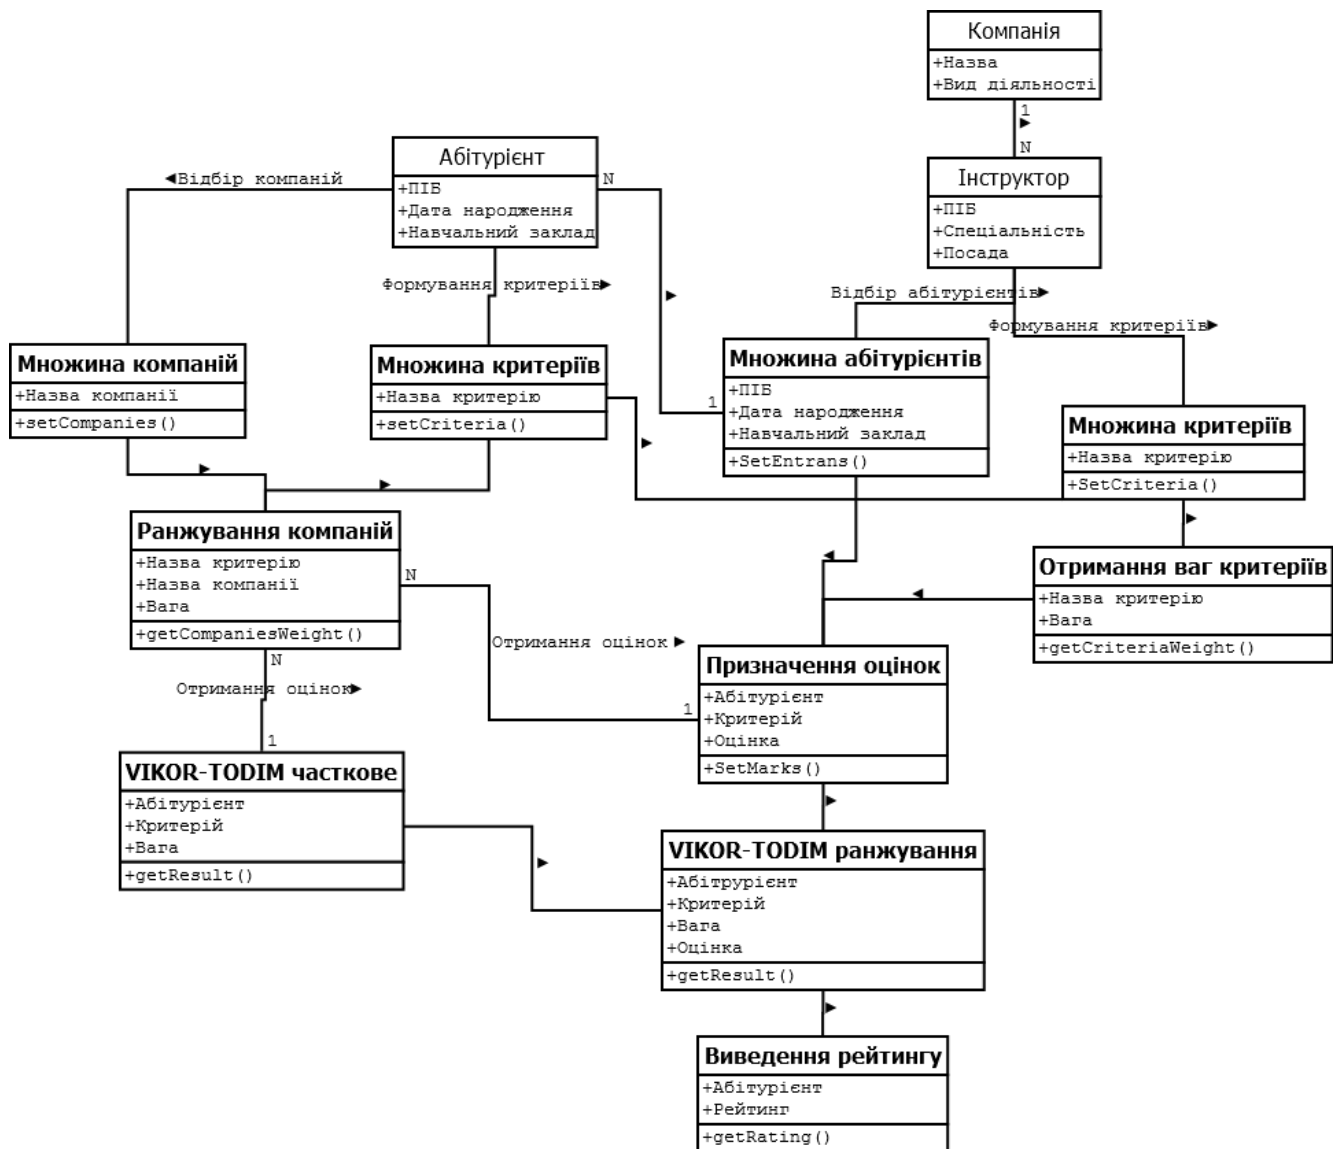 Компанія
+Назва
+Вид діяльності
1
N
Абітурієнт
+ПІБ
+Дата народження
+Навчальний заклад
Відбір компаній
N
Інструктор
+ПІБ
+Спеціальність
+Посада
Формування критеріїв
Відбір абітурієнтів
Формування критеріїв
Множина компаній
+Назва компанії
+setCompanies()
Множина критеріїв
+Назва критерію
+setCriteria()
1
Множина абітурієнтів
+ПІБ
+Дата народження
+Навчальний заклад
+SetEntrans()
Множина критеріїв
+Назва критерію
+SetCriteria()
Ранжування компаній
+Назва критерію
+Назва компанії
+Вага
+getCompaniesWeight()
N
N
Отримання оцінок
Отримання оцінок
1
1
Отримання ваг критеріїв
+Назва критерію
+Вага
+getCriteriaWeight()
Призначення оцінок
+Абітурієнт
+Критерій
+Оцінка
+SetMarks()
VIKOR-TODIM часткове
+Абітурієнт
+Критерій
+Вага
+getResult()
VIKOR-TODIM ранжування
+Абітрурієнт
+Критерій
+Вага
+Оцінка
+getResult()
Виведення рейтингу
+Абітурієнт
+Рейтинг
+getRating()